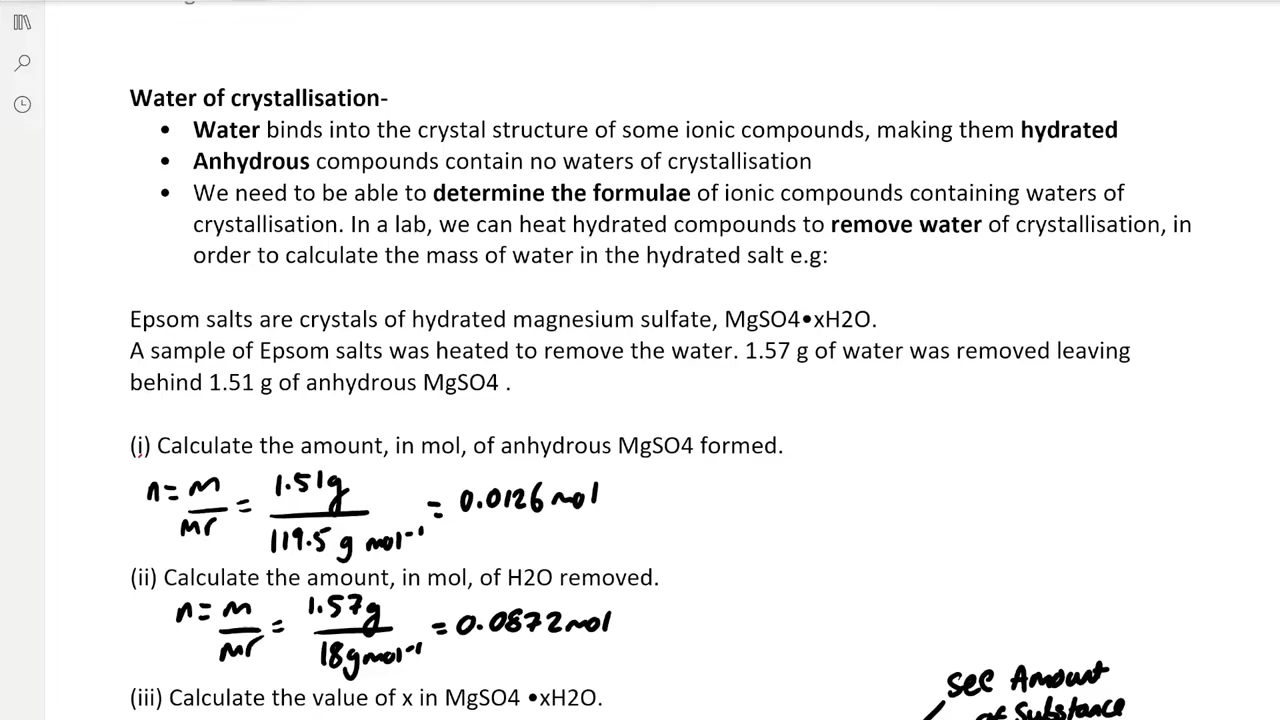 Water of crystallisation-
• Water binds into the crystal structure of some ionic compounds, making them hydrated
• Anhydrous compounds contain no waters of crystallisation
• We need to be able to determine the formulae of ionic compounds containing waters of
crystallisation. In a lab, we can heat hydrated compounds to remove water of crystallisation, in
order to calculate the mass of water in the hydrated salt e.g:
Epsom salts are crystals of hydrated magnesium sulfate, MgSO4•xH2O.
A sample of Epsom salts was heated to remove the water. 1.57 g of water was removed leaving
behind 1.51 g of anhydrous MgSO4 .
(i) Calculate the amount, in mol, of anhydrous MgSO4 formed.
n = m/mr = 1.51g/119.5 g mol⁻¹ = 0.0126 mol
(ii) Calculate the amount, in mol, of H2O removed.
n = m/mr = 1.57g/18gmol⁻¹ = 0.0872mol
(iii) Calculate the value of x in MgSO4 •xH2O.
see Amount
of Substance